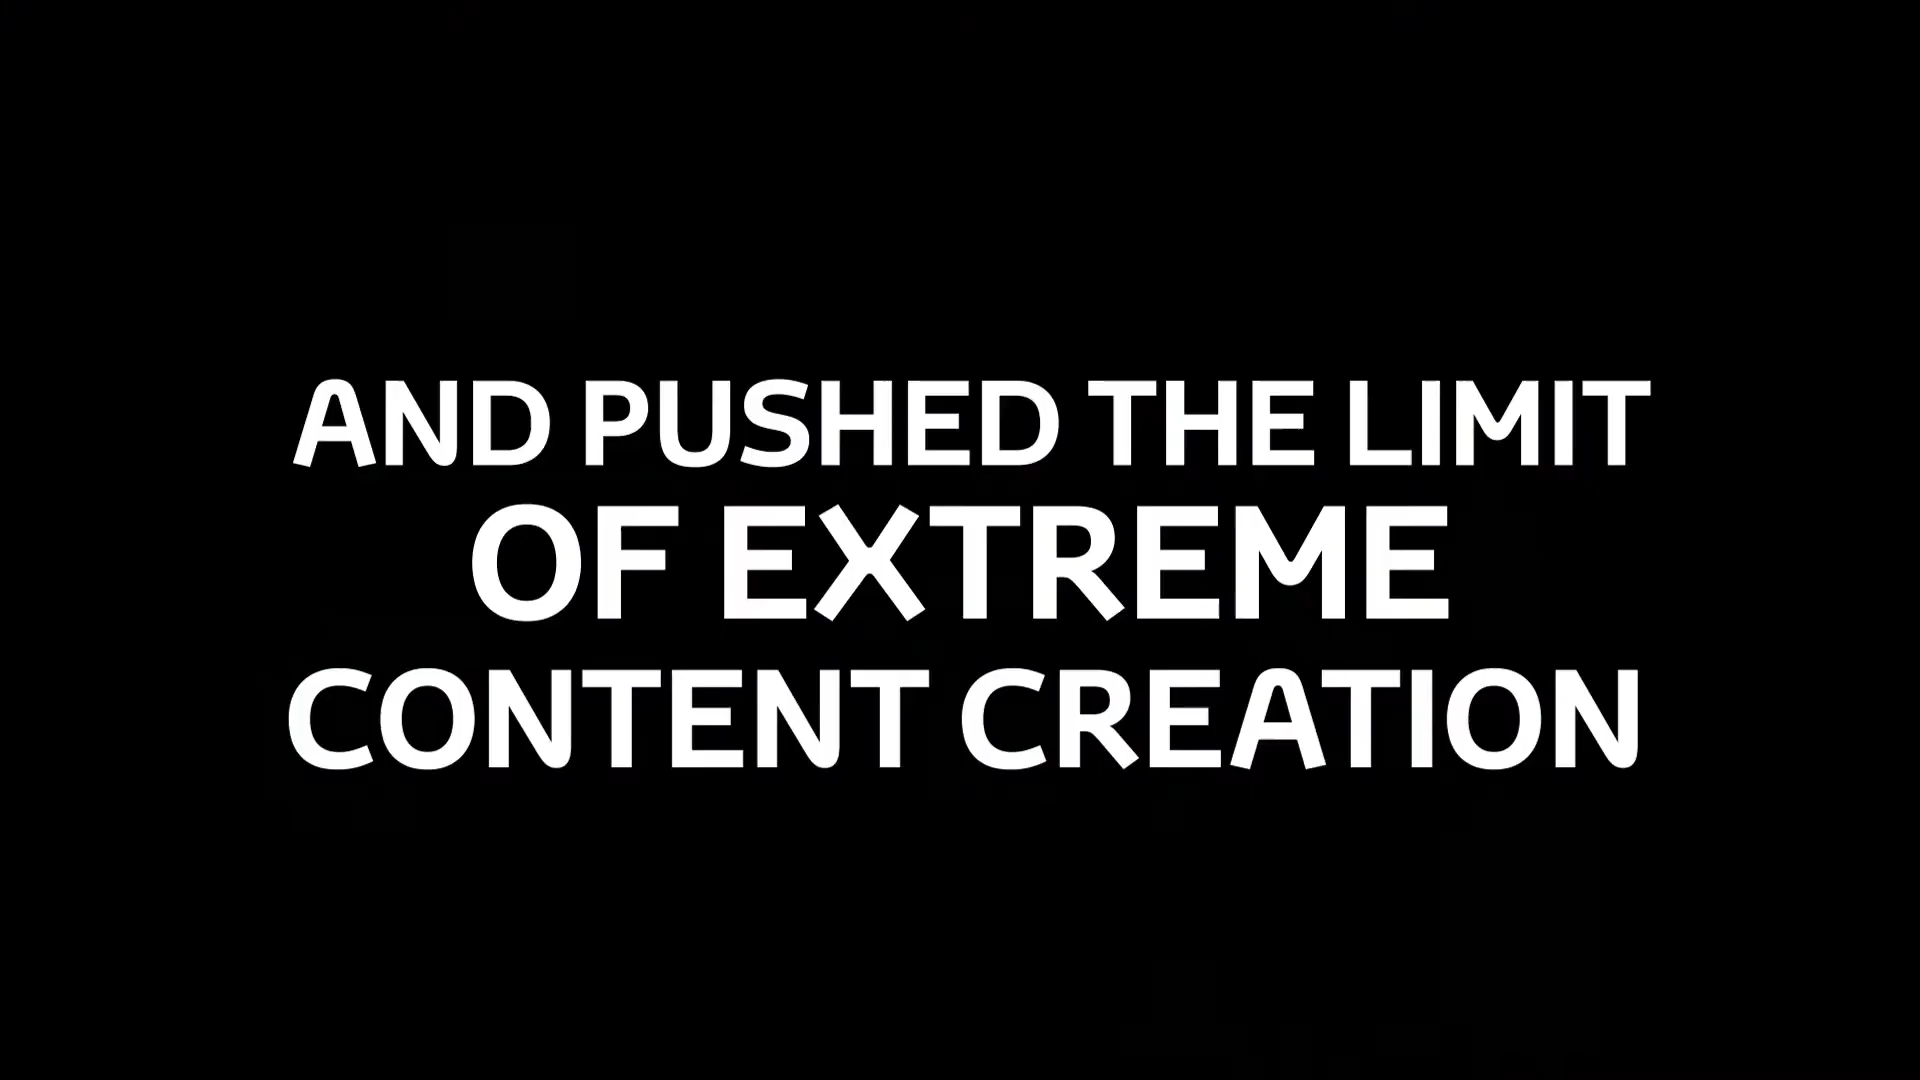 AND PUSHED THE LIMIT
OF EXTREME
CONTENT CREATION